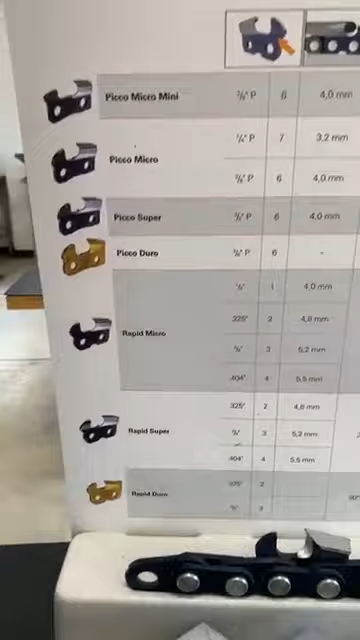 Picco Micro Mini 3/8" P 6 4,0 mm
Picco Micro 1/4" P 7 3,2 mm
3/8" P 6 4,0 mm
Picco Super 3/8" P 6 4,0 mm
Picco Duro 3/8" P 6 -
1 4,0 mm
Rapid Micro .325" 2 4,8 mm
3/8" 3 5,2 mm
.404" 4 5,5 mm
Rapid Super .325" 2 4,8 mm
3/8" 3 5,2 mm
.404" 4 5,5 mm
Rapid Duro .325" 2
3/8" 3